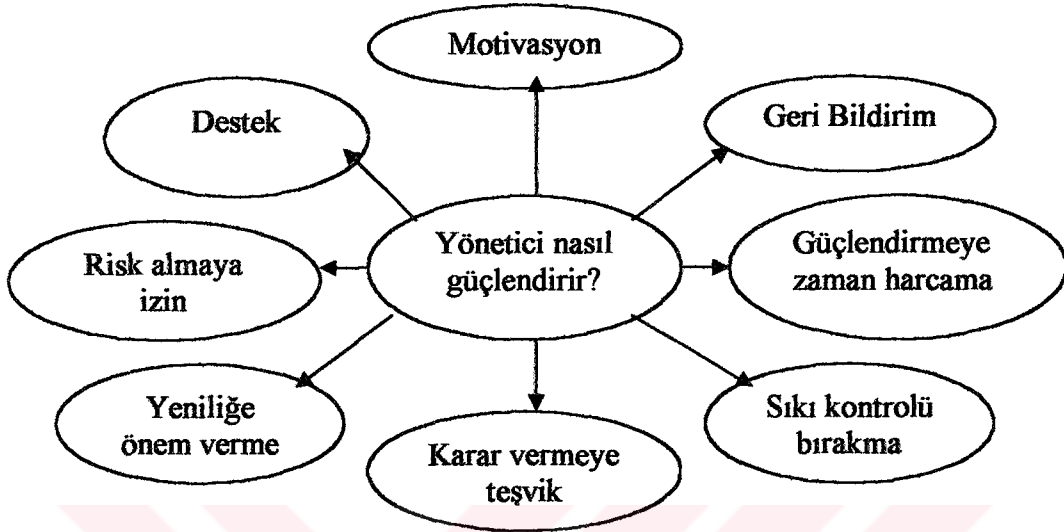 Motivasyon
Destek
Geri Bildirim
Yönetici nasıl
güçlendirir?
Risk almaya
izin
Güçlendirmeye
zaman harcama
Yeniliğe
önem verme
Karar vermeye
teşvik
Sıkı kontrolü
bırakma